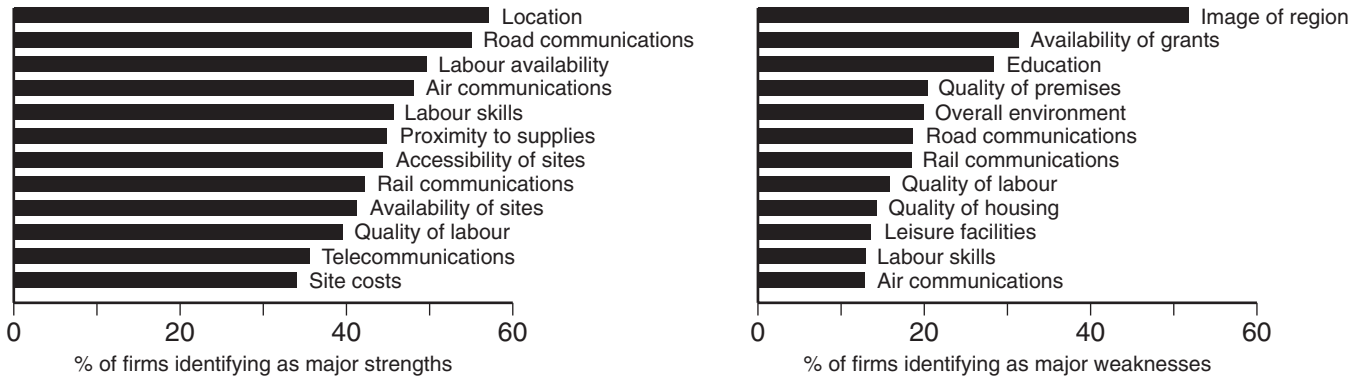 Location
Road communications
Labour availability
Air communications
Labour skills
Proximity to supplies
Accessibility of sites
Rail communications
Availability of sites
Quality of labour
Telecommunications
Site costs
0 20 40 60
% of firms identifying as major strengths
Image of region
Availability of grants
Education
Quality of premises
Overall environment
Road communications
Rail communications
Quality of labour
Quality of housing
Leisure facilities
Labour skills
Air communications
0 20 40 60
% of firms identifying as major weaknesses